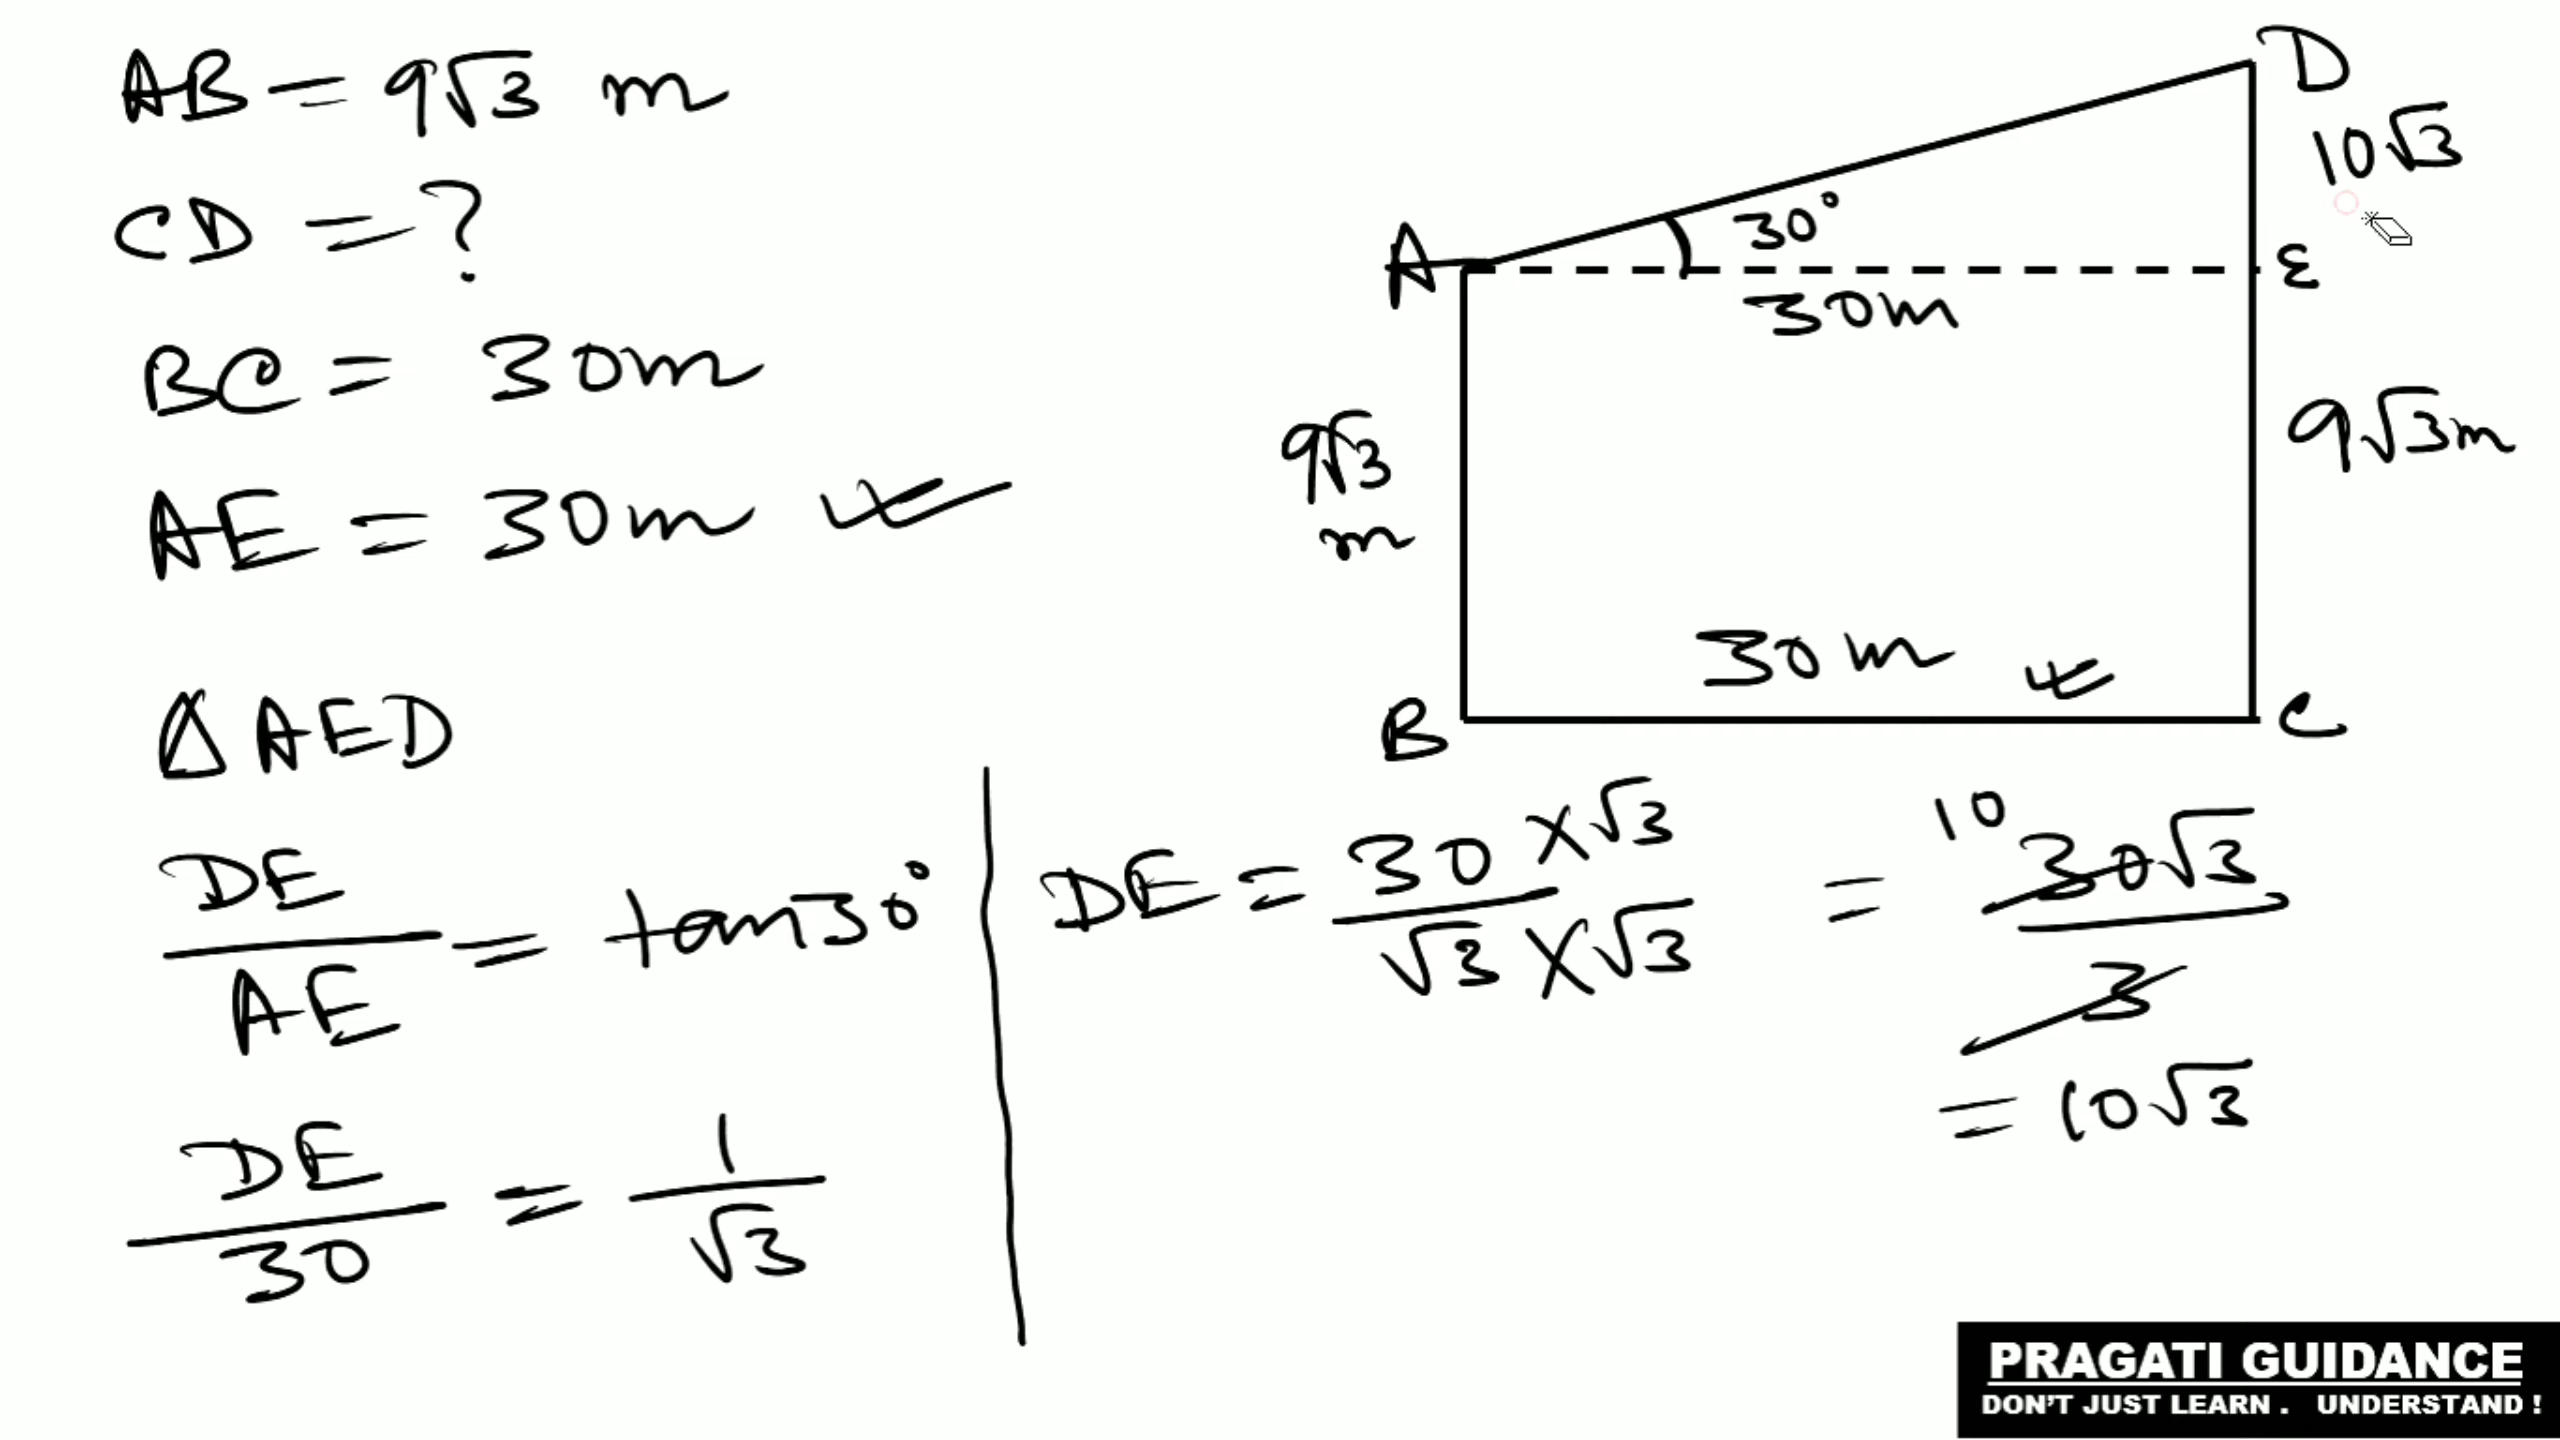 AB = 9√3 m
CD = ?
BC = 30m
AE = 30m
△AED
DE/AE = tan30°
DE/30 = 1/√3
DE = 30 × √3 / √3 × √3 = 10 30√3 / 3
= 10√3
D
10√3
A
30°
E
30m
9√3
m
9√3m
30m
B
C
PRAGATI GUIDANCE
DON'T JUST LEARN . UNDERSTAND !